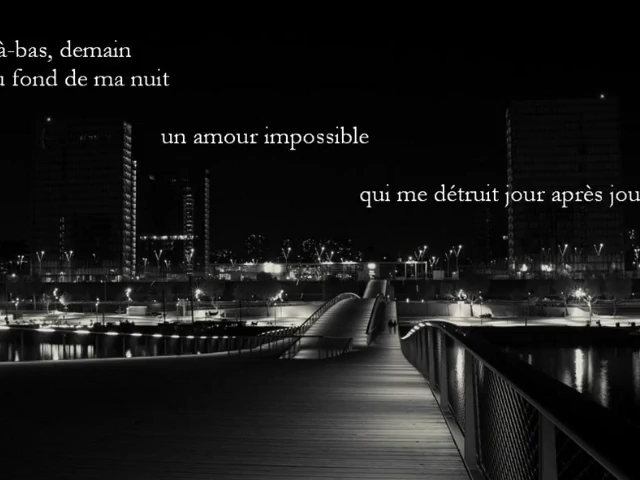 à-bas, demain
u fond de ma nuit
un amour impossible
qui me détruit jour après jou